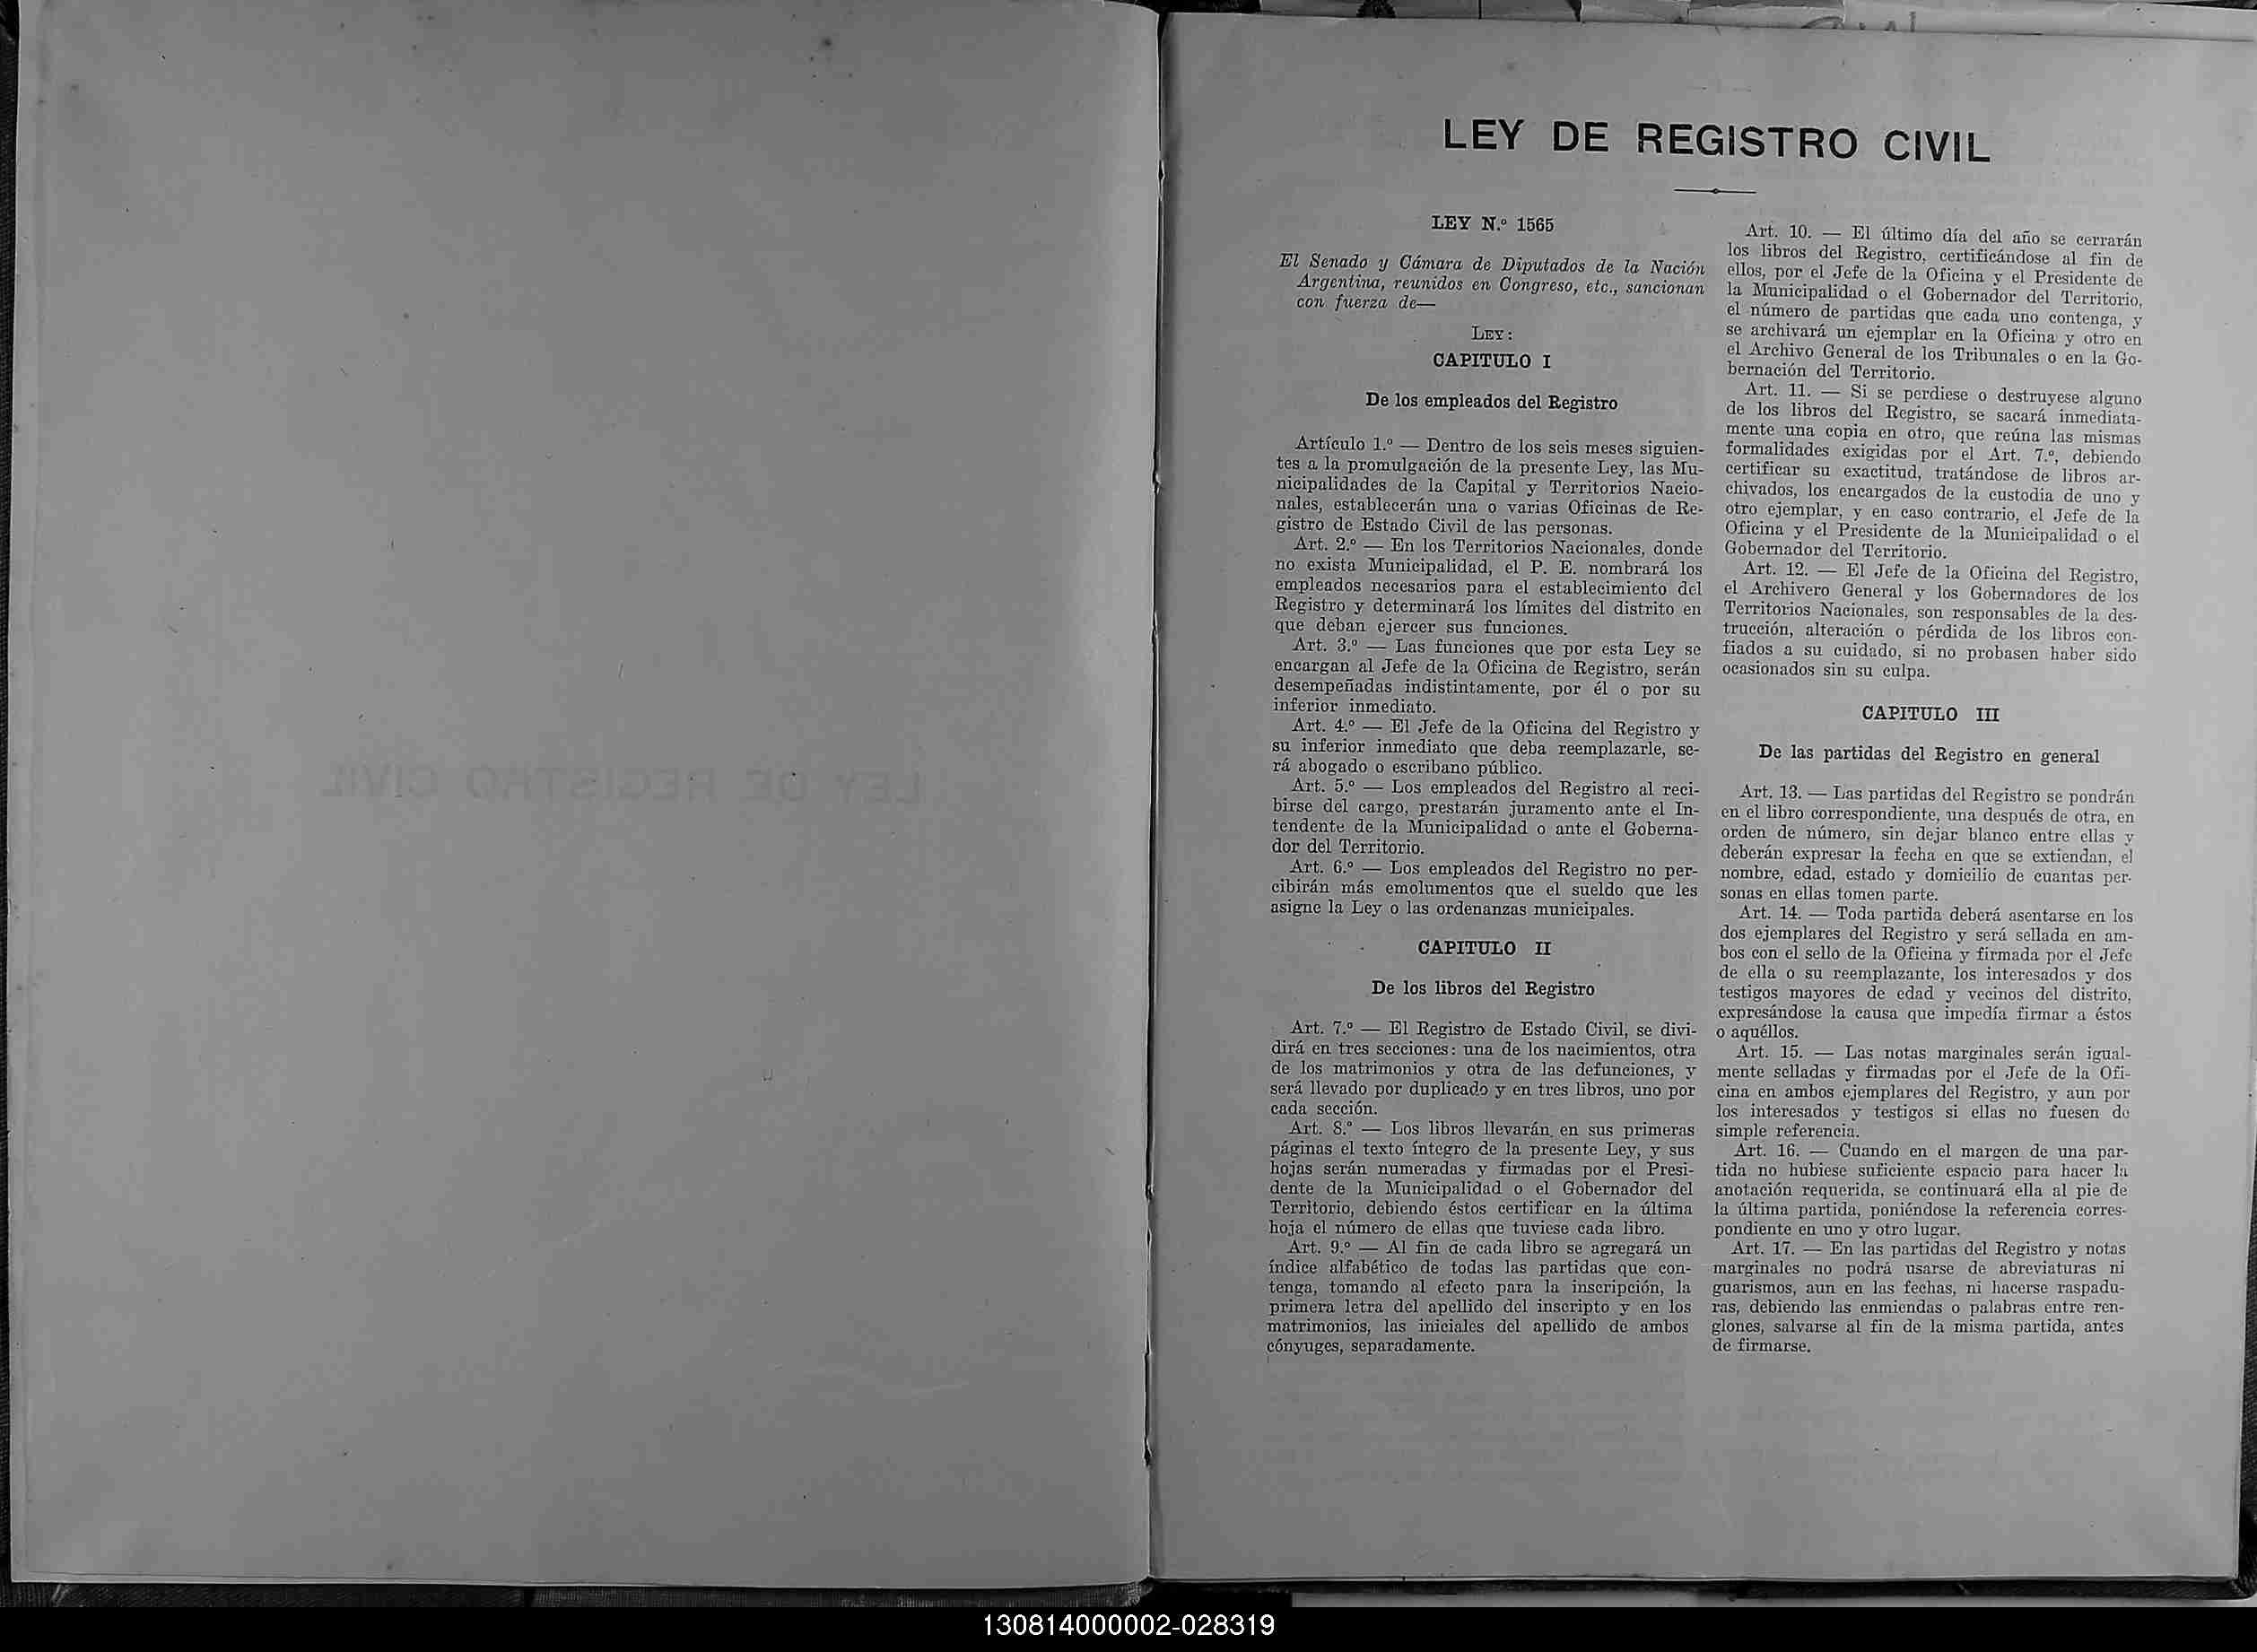 LEY DE REGISTRO CIVIL
LEY N.º 1565
El Senado y Cámara de Diputados de la Nación
Argentina, reunidos en Congreso, etc., sancionan
con fuerza de—
LEY:
CAPITULO I
De los empleados del Registro
Artículo 1.º — Dentro de los seis meses siguien-
tes a la promulgación de la presente Ley, las Mu-
nicipalidades de la Capital y Territorios Nacio-
nales, establecerán una o varias Oficinas de Re-
gistro de Estado Civil de las personas.
Art. 2.º — En los Territorios Nacionales, donde
no exista Municipalidad, el P. E. nombrará los
empleados necesarios para el establecimiento del
Registro y determinará los límites del distrito en
que deban ejercer sus funciones.
Art. 3.º — Las funciones que por esta Ley se
encargan al Jefe de la Oficina de Registro, serán
desempeñadas indistintamente, por él o por su
inferior inmediato.
Art. 4.º — El Jefe de la Oficina del Registro y
su inferior inmediato que deba reemplazarle, se-
rá abogado o escribano público.
Art. 5.º — Los empleados del Registro al reci-
birse del cargo, prestarán juramento ante el In-
tendente de la Municipalidad o ante el Goberna-
dor del Territorio.
Art. 6.º — Los empleados del Registro no per-
cibirán más emolumentos que el sueldo que les
asigne la Ley o las ordenanzas municipales.
CAPITULO II
De los libros del Registro
Art. 7.º — El Registro de Estado Civil, se divi-
dirá en tres secciones: una de los nacimientos, otra
de los matrimonios y otra de las defunciones, y
será llevado por duplicado y en tres libros, uno por
cada sección.
Art. 8.º — Los libros llevarán en sus primeras
páginas el texto íntegro de la presente Ley, y sus
hojas serán numeradas y firmadas por el Presi-
dente de la Municipalidad o el Gobernador del
Territorio, debiendo éstos certificar en la última
hoja el número de ellas que tuviese cada libro.
Art. 9.º — Al fin de cada libro se agregará un
índice alfabético de todas las partidas que con-
tenga, tomando al efecto para la inscripción, la
primera letra del apellido del inscripto y en los
matrimonios, las iniciales del apellido de ambos
cónyuges, separadamente.
Art. 10. — El último día del año se cerrarán
los libros del Registro, certificándose al fin de
ellos, por el Jefe de la Oficina y el Presidente de
la Municipalidad o el Gobernador del Territorio,
el número de partidas que cada uno contenga, y
se archivará un ejemplar en la Oficina y otro en
el Archivo General de los Tribunales o en la Go-
bernación del Territorio.
Art. 11. — Si se perdiese o destruyese alguno
de los libros del Registro, se sacará inmediata-
mente una copia en otro, que reúna las mismas
formalidades exigidas por el Art. 7.º, debiendo
certificar su exactitud, tratándose de libros ar-
chivados, los encargados de la custodia de uno y
otro ejemplar, y en caso contrario, el Jefe de la
Oficina y el Presidente de la Municipalidad o el
Gobernador del Territorio.
Art. 12. — El Jefe de la Oficina del Registro,
el Archivero General y los Gobernadores de los
Territorios Nacionales, son responsables de la des-
trucción, alteración o pérdida de los libros con-
fiados a su cuidado, si no probasen haber sido
ocasionados sin su culpa.
CAPITULO III
De las partidas del Registro en general
Art. 13. — Las partidas del Registro se pondrán
en el libro correspondiente, una después de otra, en
orden de número, sin dejar blanco entre ellas y
deberán expresar la fecha en que se extiendan, el
nombre, edad, estado y domicilio de cuantas per-
sonas en ellas tomen parte.
Art. 14. — Toda partida deberá asentarse en los
dos ejemplares del Registro y será sellada en am-
bos con el sello de la Oficina y firmada por el Jefe
de ella o su reemplazante, los interesados y dos
testigos mayores de edad y vecinos del distrito,
expresándose la causa que impedía firmar a éstos
o aquéllos.
Art. 15. — Las notas marginales serán igual-
mente selladas y firmadas por el Jefe de la Ofi-
cina en ambos ejemplares del Registro, y aun por
los interesados y testigos si ellas no fuesen de
simple referencia.
Art. 16. — Cuando en el margen de una par-
tida no hubiese suficiente espacio para hacer la
anotación requerida, se continuará ella al pie de
la última partida, poniéndose la referencia corres-
pondiente en uno y otro lugar.
Art. 17. — En las partidas del Registro y notas
marginales no podrá usarse de abreviaturas ni
guarismos, aun en las fechas, ni hacerse raspadu-
ras, debiendo las enmiendas o palabras entre ren-
glones, salvarse al fin de la misma partida, antes
de firmarse.
130814000002-028319